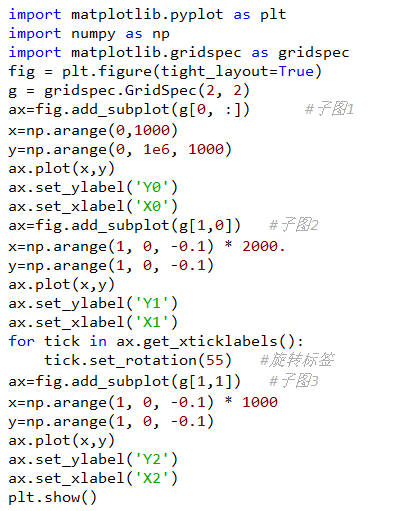 import matplotlib.pyplot as plt
import numpy as np
import matplotlib.gridspec as gridspec
fig = plt.figure(tight_layout=True)
g = gridspec.GridSpec(2, 2)
ax=fig.add_subplot(g[0, :])      #子图1
x=np.arange(0,1000)
y=np.arange(0, 1e6, 1000)
ax.plot(x,y)
ax.set_ylabel('Y0')
ax.set_xlabel('X0')
ax=fig.add_subplot(g[1,0])   #子图2
x=np.arange(1, 0, -0.1) * 2000.
y=np.arange(1, 0, -0.1)
ax.plot(x,y)
ax.set_ylabel('Y1')
ax.set_xlabel('X1')
for tick in ax.get_xticklabels():
    tick.set_rotation(55)   #旋转标签
ax=fig.add_subplot(g[1,1])   #子图3
x=np.arange(1, 0, -0.1) * 1000
y=np.arange(1, 0, -0.1)
ax.plot(x,y)
ax.set_ylabel('Y2')
ax.set_xlabel('X2')
plt.show()